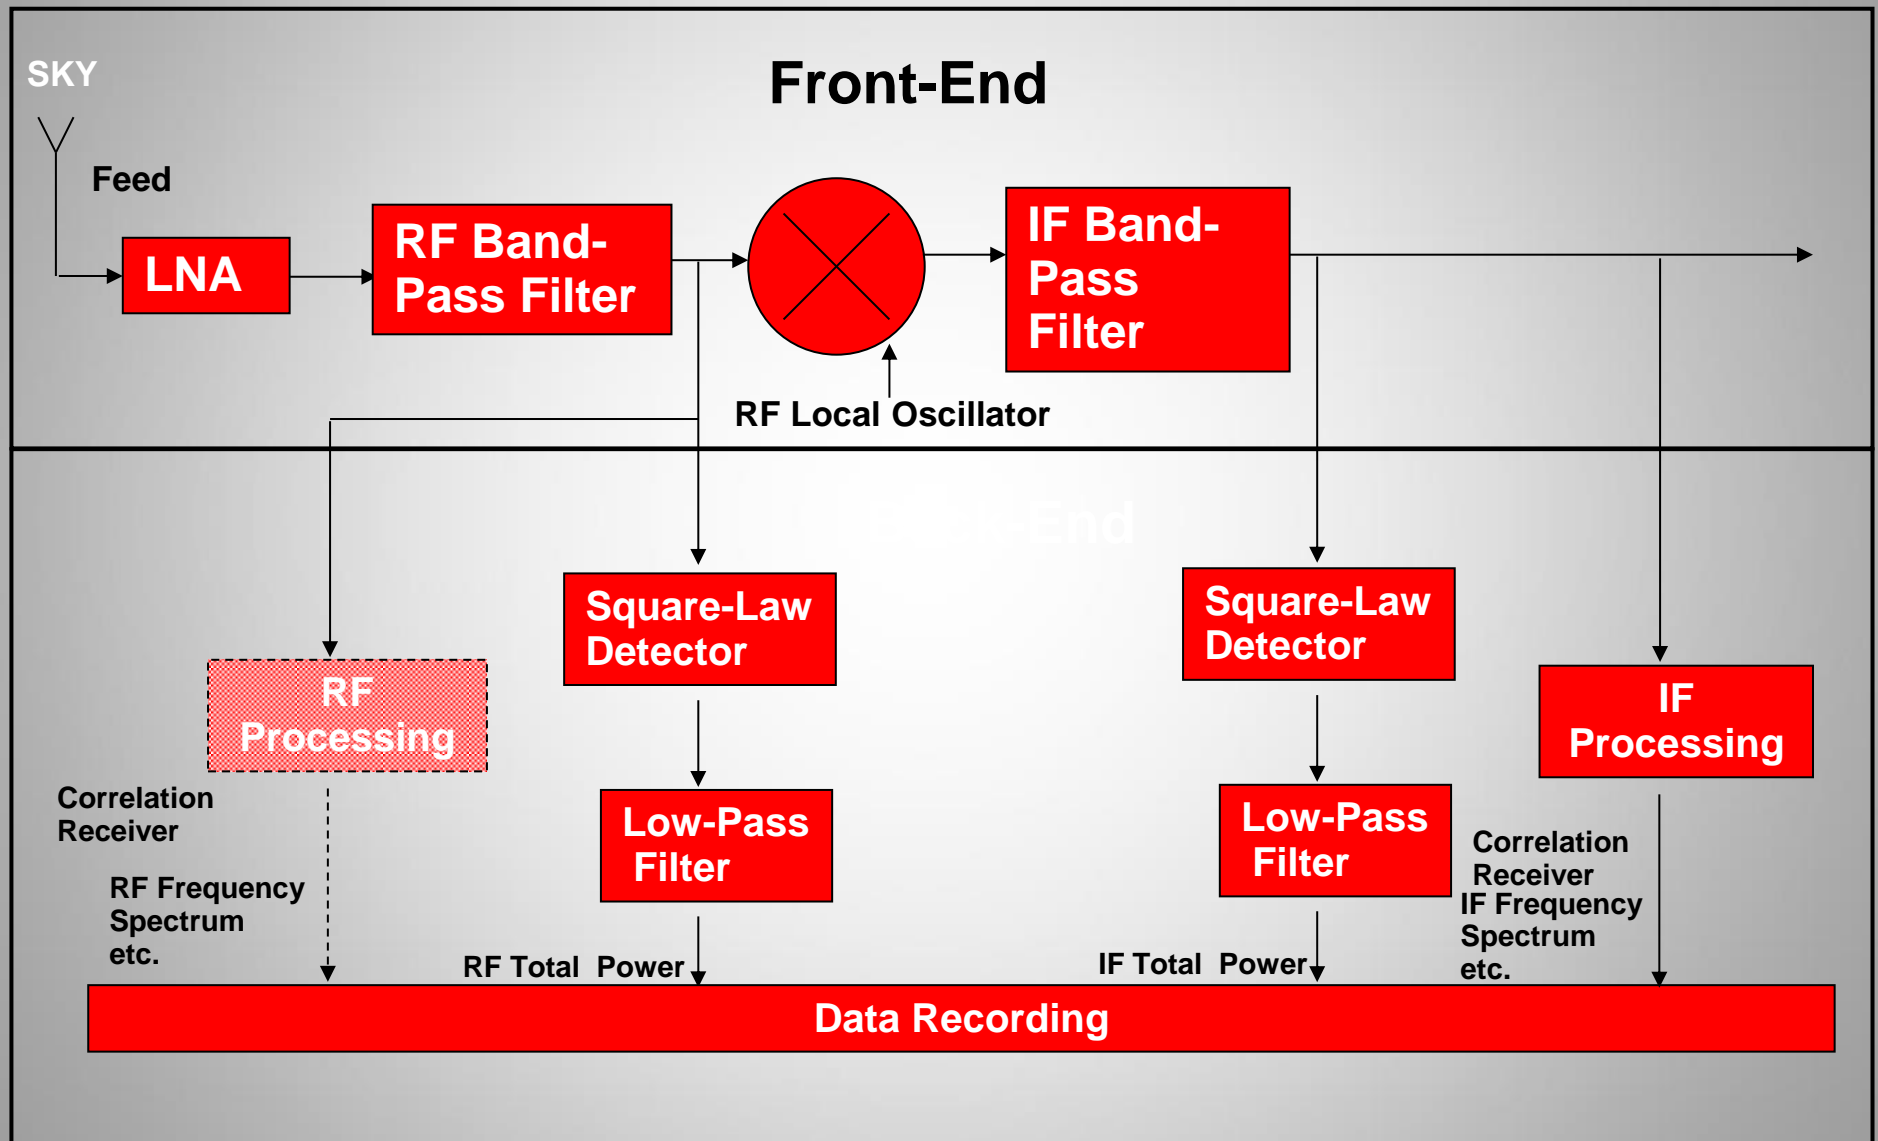 SKY
Front-End
Feed
LNA
RF Band-
Pass Filter
IF Band-
Pass
Filter
RF Local Oscillator
-End
Square-Law
Detector
Square-Law
Detector
RF
Processing
IF
Processing
Correlation
Receiver
Low-Pass
Filter
Low-Pass
Filter
Correlation
Receiver
RF Frequency
Spectrum
etc.
IF Frequency
Spectrum
etc.
RF Total Power
IF Total Power
Data Recording